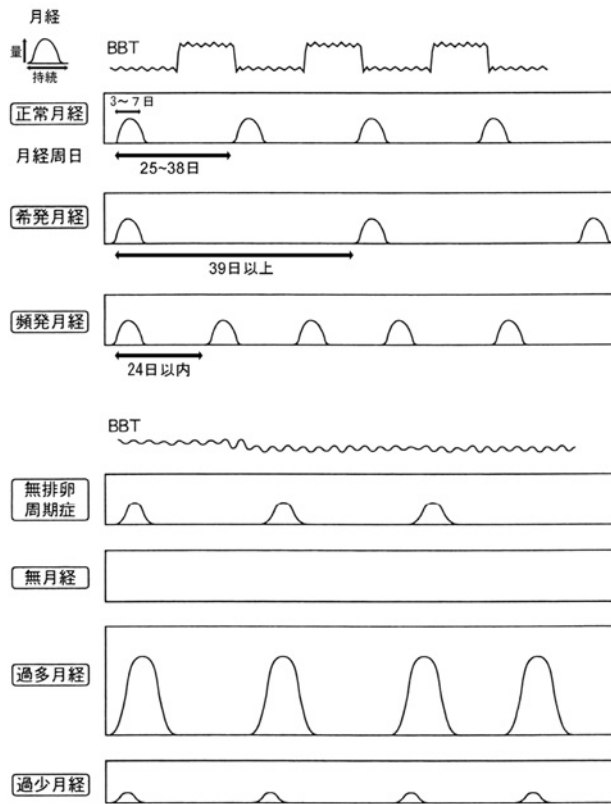 月経
量
持続
BBT
正常月経
3～7日
月経周日
25~38日
希発月経
39日以上
頻発月経
24日以内
BBT
無排卵
周期症
無月経
過多月経
過少月経